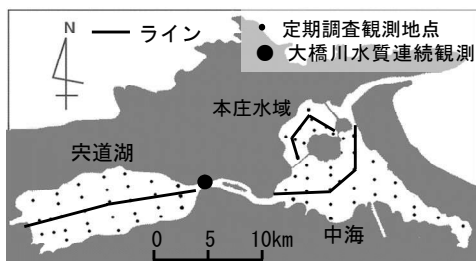 ライン
定期調査観測地点
大橋川水質連続観測
本庄水域
宍道湖
中海
0 5 10km